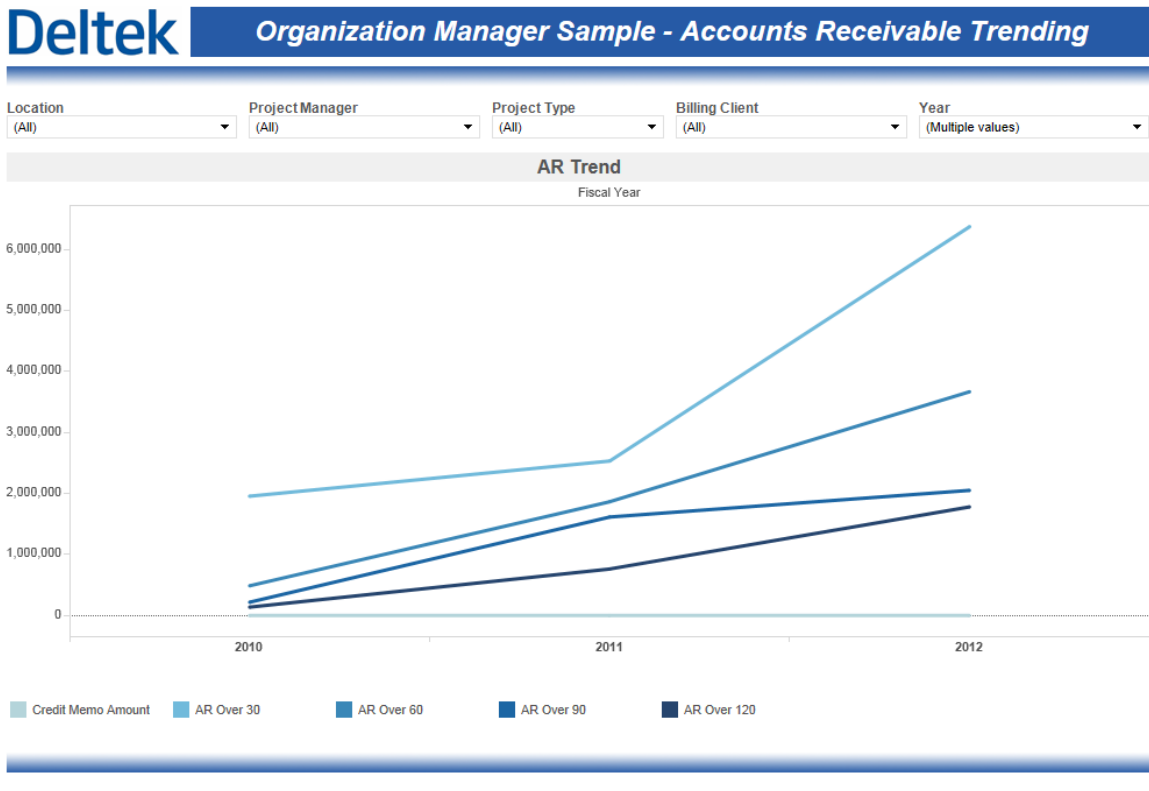 Deltek
Organization Manager Sample - Accounts Receivable Trending
Location Project Manager Project Type Billing Client Year
(All) (All) (All) (All) (Multiple values)
AR Trend
Fiscal Year
6,000,000
5,000,000
4,000,000
3,000,000
2,000,000
1,000,000
0
2010 2011 2012
Credit Memo Amount AR Over 30 AR Over 60 AR Over 90 AR Over 120